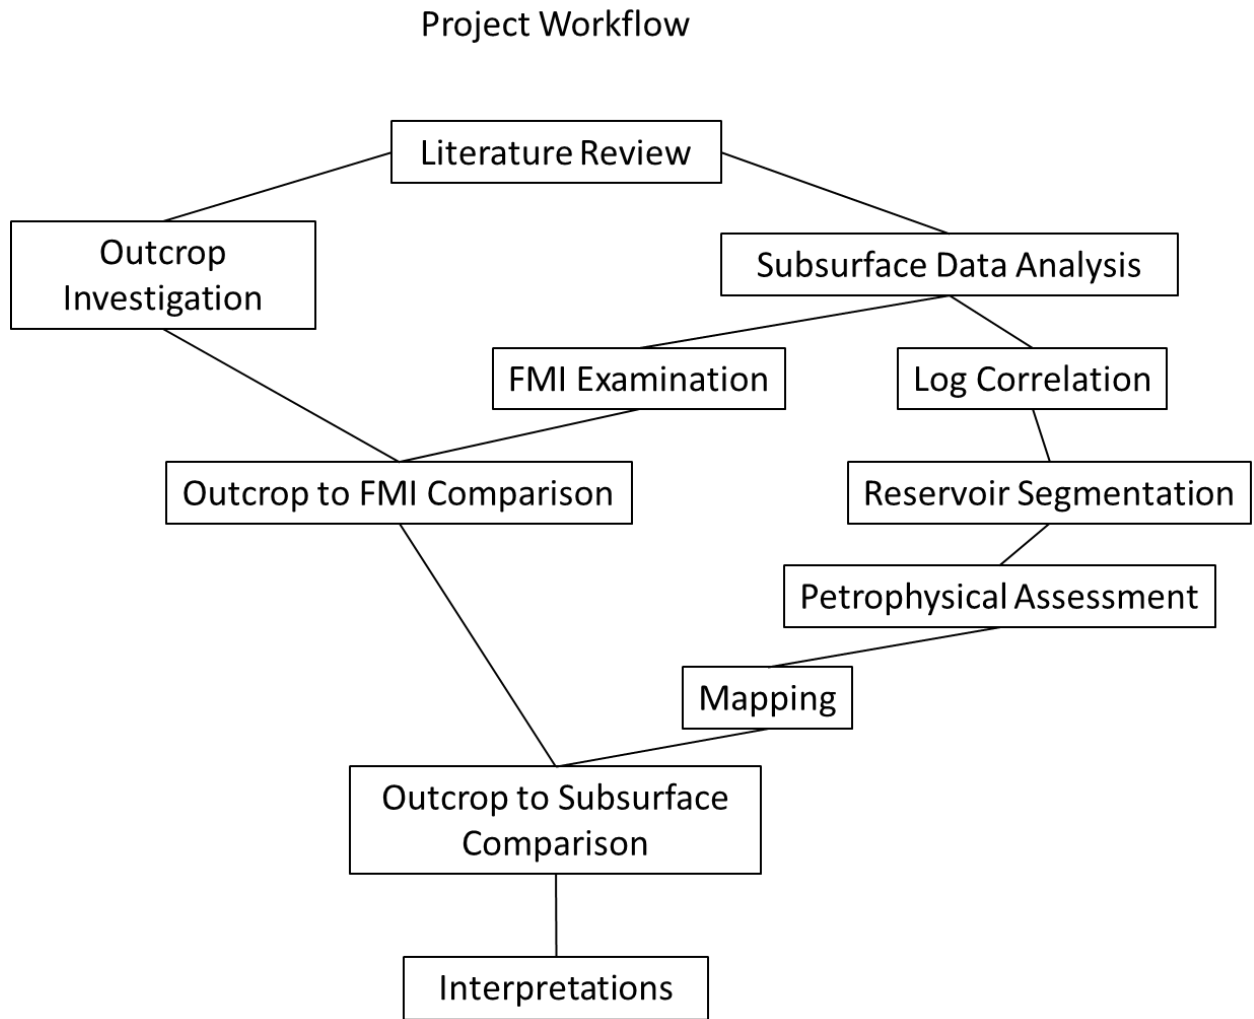 Project Workflow
Literature Review
Outcrop
Investigation
Subsurface Data Analysis
FMI Examination
Log Correlation
Outcrop to FMI Comparison
Reservoir Segmentation
Petrophysical Assessment
Mapping
Outcrop to Subsurface
Comparison
Interpretations